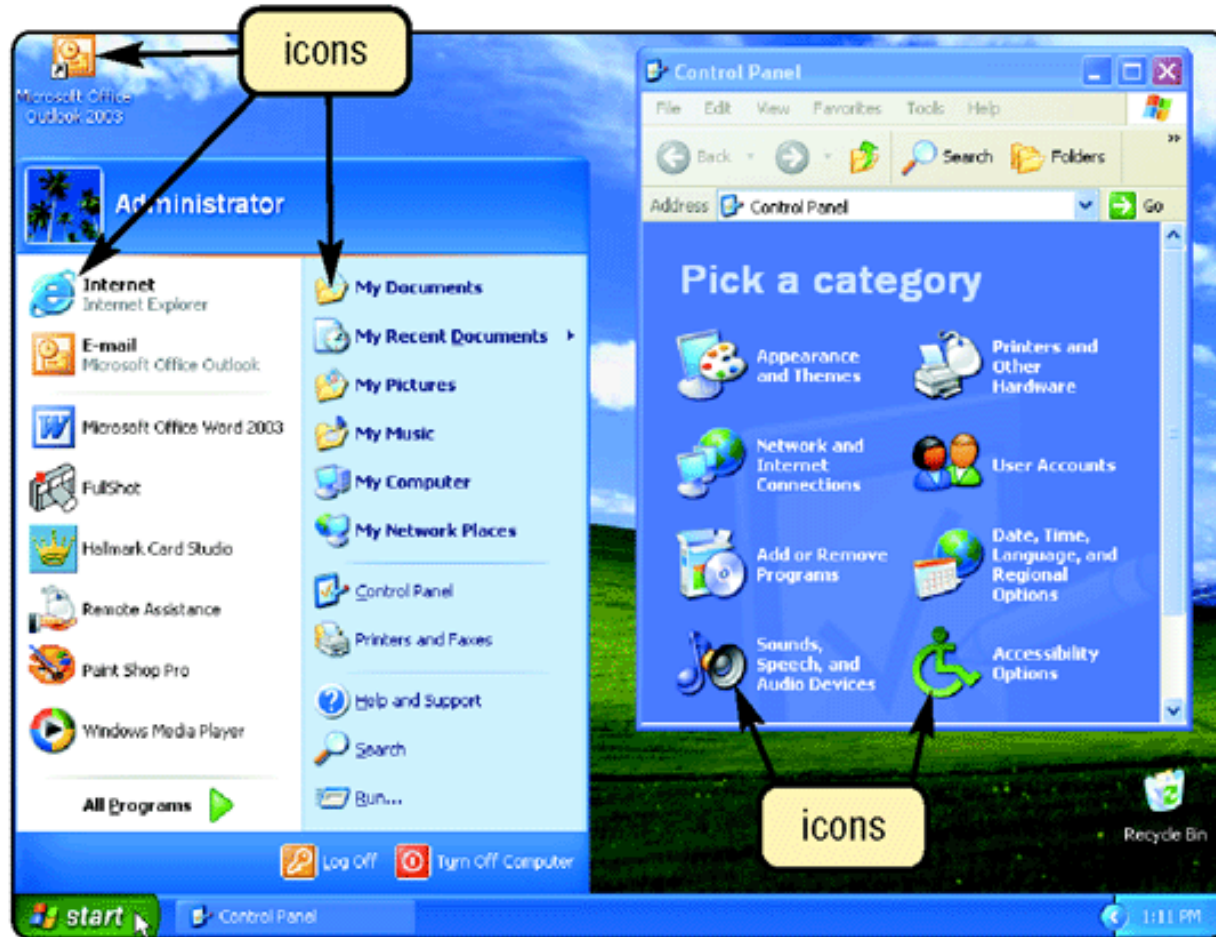 icons
Microsoft Office
Outlook 2003
Administrator
Internet
Internet Explorer
E-mail
Microsoft Office Outlook
Microsoft Office Word 2003
FullShot
Hallmark Card Studio
Remote Assistance
Paint Shop Pro
Windows Media Player
All Programs
My Documents
My Recent Documents
My Pictures
My Music
My Computer
My Network Places
Control Panel
Printers and Faxes
Help and Support
Search
Run...
Log Off
Turn Off Computer
start
Control Panel
Control Panel
File Edit View Favorites Tools Help
Back
Search
Folders
Address Control Panel
Go
Pick a category
Appearance
and Themes
Printers and
Other
Hardware
Network and
Internet
Connections
User Accounts
Add or Remove
Programs
Date, Time,
Language, and
Regional
Options
Sounds,
Speech, and
Audio Devices
Accessibility
Options
icons
Recycle Bin
1:11 PM